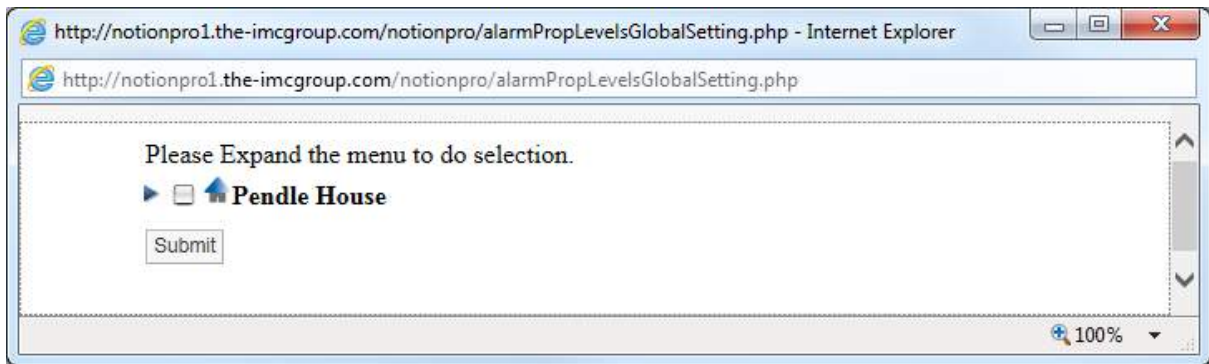 http://notionpro1.the-imcgroup.com/notionpro/alarmPropLevelsGlobalSetting.php - Internet Explorer
http://notionpro1.the-imcgroup.com/notionpro/alarmPropLevelsGlobalSetting.php
Please Expand the menu to do selection.
Pendle House
Submit
100%